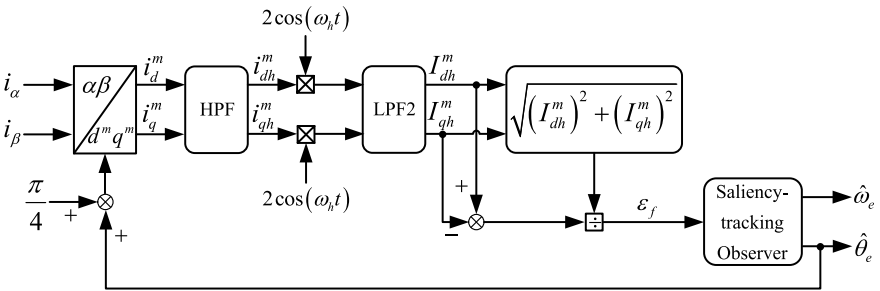 2cos(ω_h t)
i_α
i_β
αβ
d^m q^m
i_d^m
i_q^m
HPF
i_dh^m
i_qh^m
2cos(ω_h t)
LPF2
I_dh^m
I_qh^m
√((I_dh^m)^2 + (I_qh^m)^2)
π/4
+
+
+
−
÷
ε_f
Saliency-
tracking
Observer
ω̂_e
θ̂_e